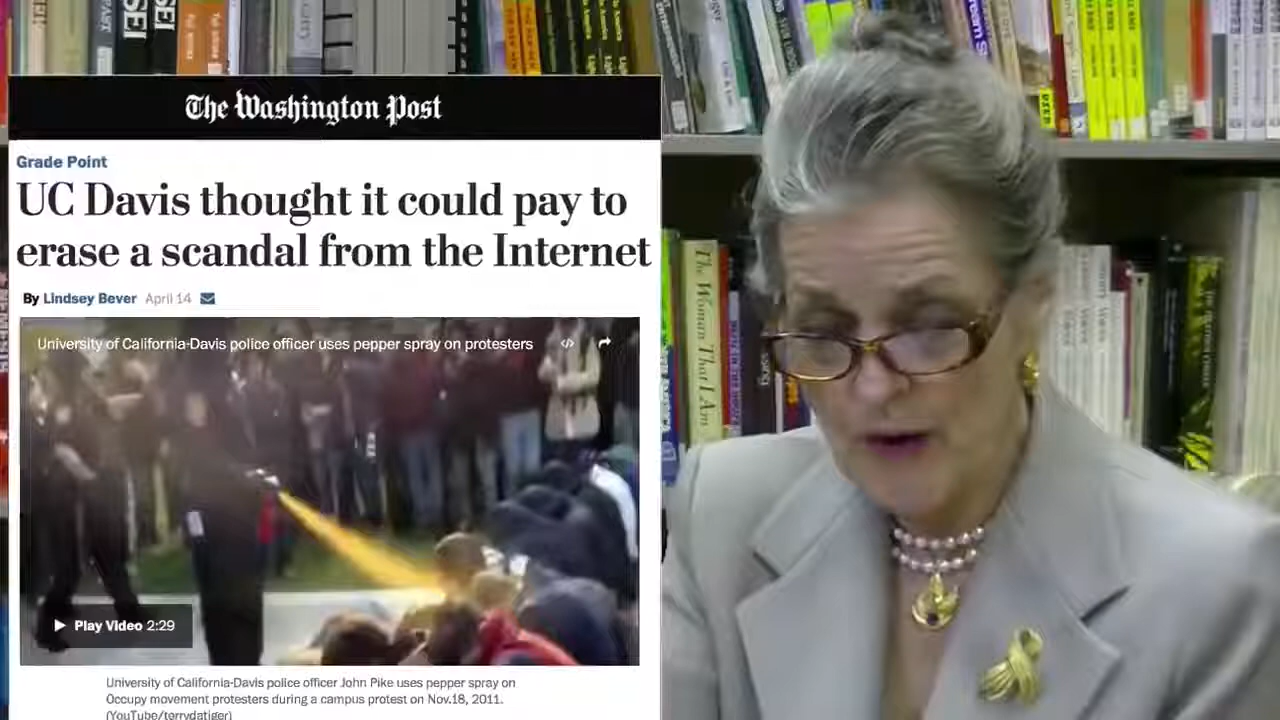 The Washington Post
Grade Point
UC Davis thought it could pay to
erase a scandal from the Internet
By Lindsey Bever April 14
University of California-Davis police officer uses pepper spray on protesters
Play Video 2:29
University of California-Davis police officer John Pike uses pepper spray on
Occupy movement protesters during a campus protest on Nov.18, 2011.
(YouTube/terrydatiger)
The Woman That I Am